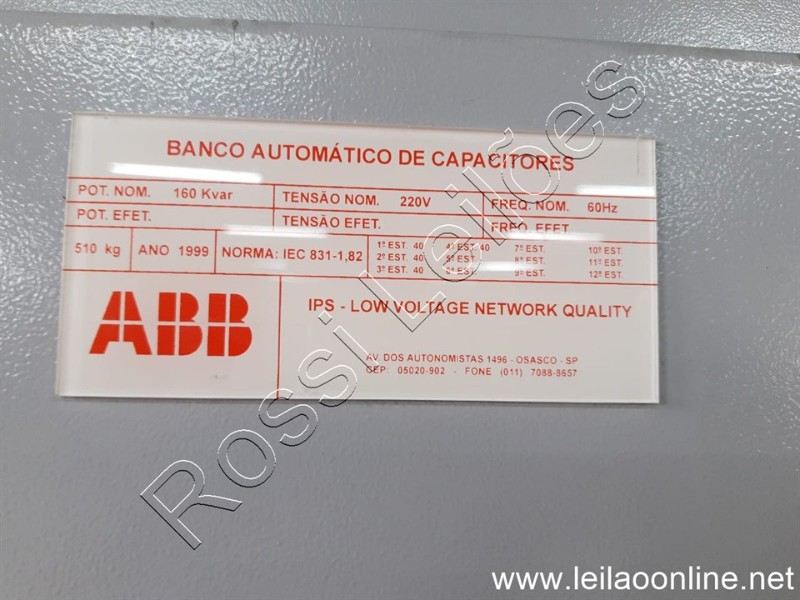 BANCO AUTOMÁTICO DE CAPACITORES
POT. NOM. 160 Kvar TENSÃO NOM. 220V FREQ. NOM. 60Hz
POT. EFET. TENSÃO EFET. FREQ. EFET.
510 kg ANO 1999 NORMA: IEC 831-1,82
1º EST. 40 4º EST. 40 7º EST. 10º EST.
2º EST. 40 5º EST. 8º EST. 11º EST.
3º EST. 40 6º EST. 9º EST. 12º EST.
ABB
IPS - LOW VOLTAGE NETWORK QUALITY
AV. DOS AUTONOMISTAS 1496 - OSASCO - SP
CEP: 05020-902 - FONE (011) 7088-8657
Rossi Leilões
www.leilaoonline.net